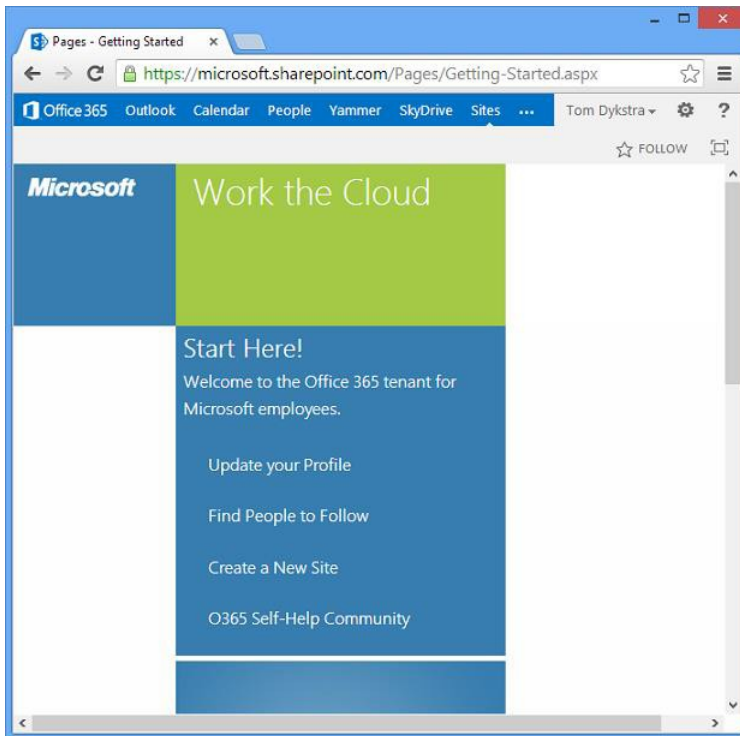 Pages - Getting Started
https://microsoft.sharepoint.com/Pages/Getting-Started.aspx
Office 365 Outlook Calendar People Yammer SkyDrive Sites ... Tom Dykstra ?
FOLLOW
Microsoft
Work the Cloud
Start Here!
Welcome to the Office 365 tenant for
Microsoft employees.
Update your Profile
Find People to Follow
Create a New Site
O365 Self-Help Community